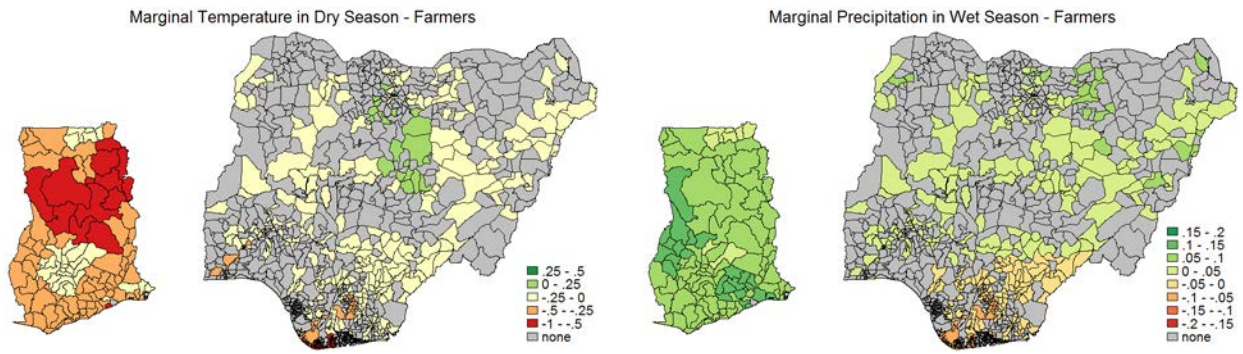 Marginal Temperature in Dry Season - Farmers
.25 - .5
0 - .25
-.25 - 0
-.5 - -.25
-1 - -.5
none
Marginal Precipitation in Wet Season - Farmers
.15 - .2
.1 - .15
.05 - .1
0 - .05
-.05 - 0
-.1 - -.05
-.15 - -.1
-.2 - -.15
none